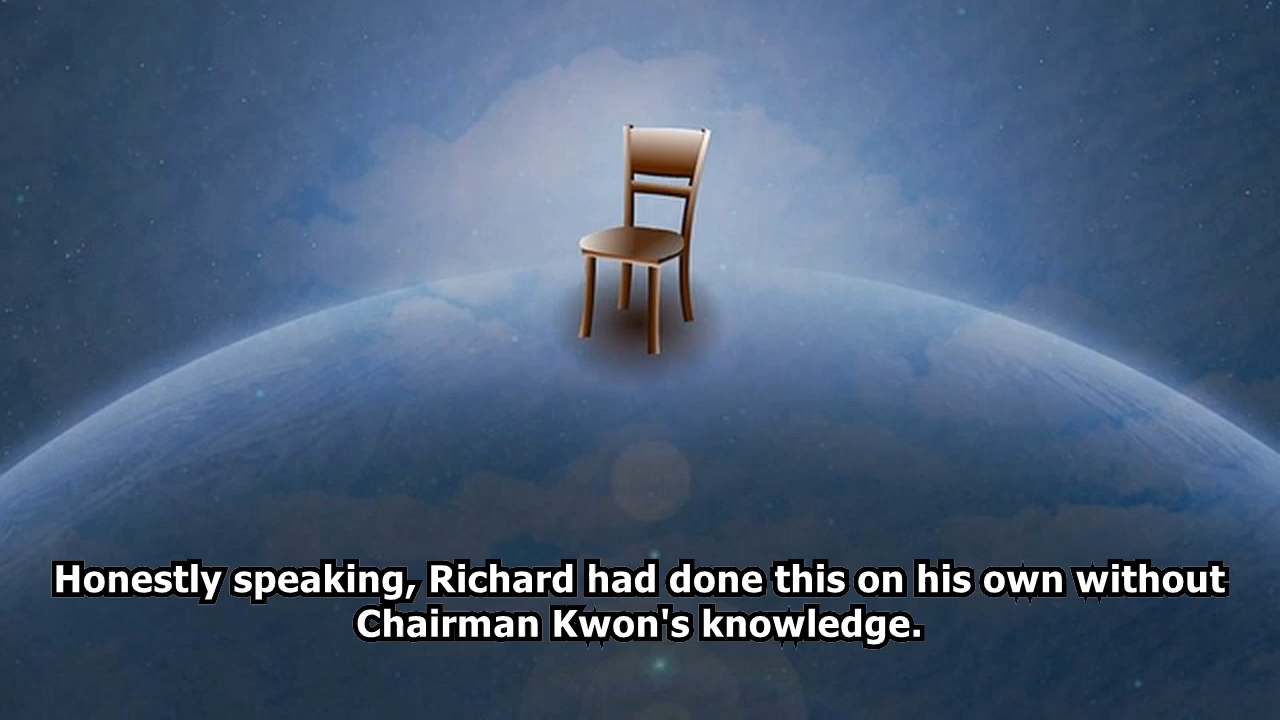 Honestly speaking, Richard had done this on his own without
Chairman Kwon's knowledge.